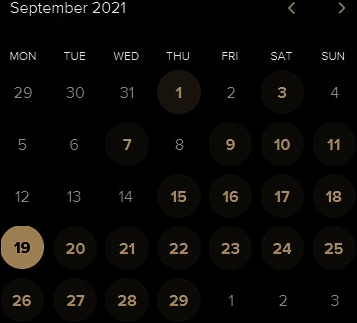 September 2021
MON TUE WED THU FRI SAT SUN
29 30 31 1 2 3 4
5 6 7 8 9 10 11
12 13 14 15 16 17 18
19 20 21 22 23 24 25
26 27 28 29 1 2 3